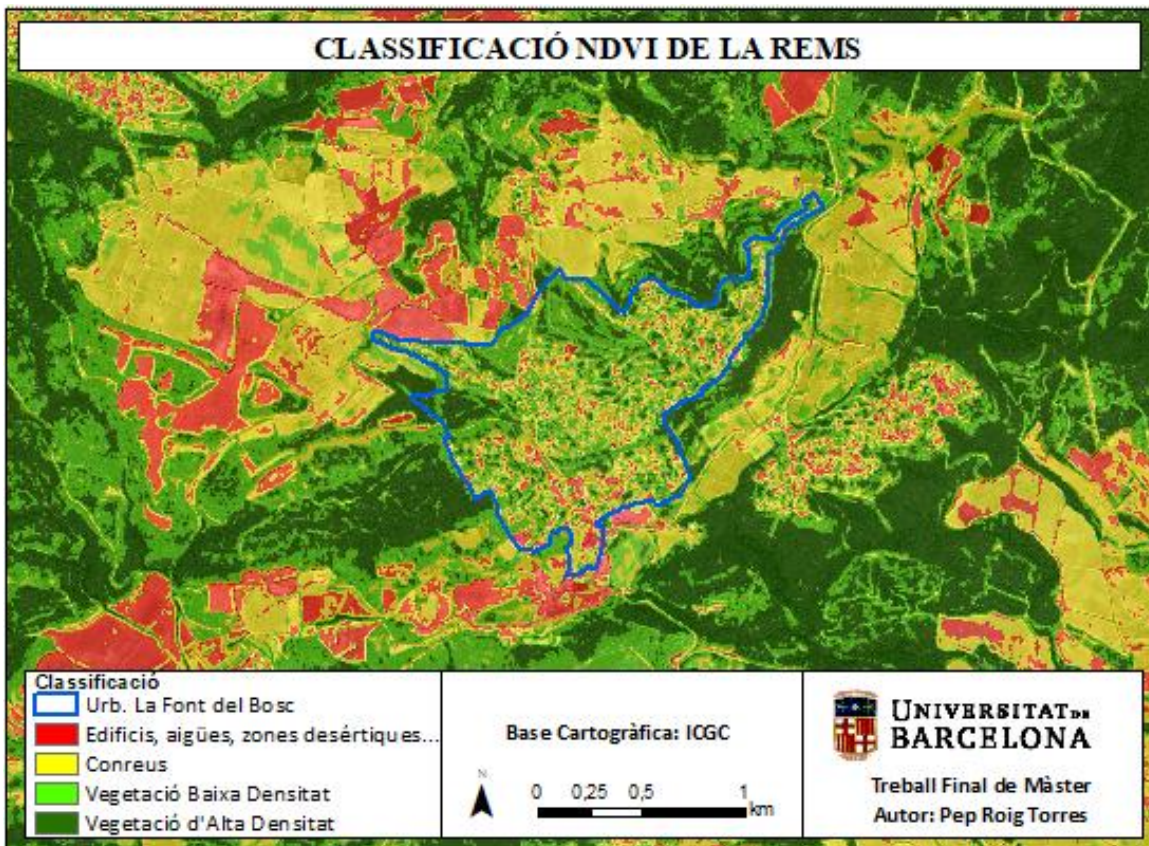 CLASSIFICACIÓ NDVI DE LA REMS
Classificació
Urb. La Font del Bosc
Edificis, aigües, zones desértiques...
Conreus
Vegetació Baixa Densitat
Vegetació d'Alta Densitat
Base Cartogràfica: ICGC
N
0 0,25 0,5 1
km
UNIVERSITAT DE
BARCELONA
Treball Final de Màster
Autor: Pep Roig Torres